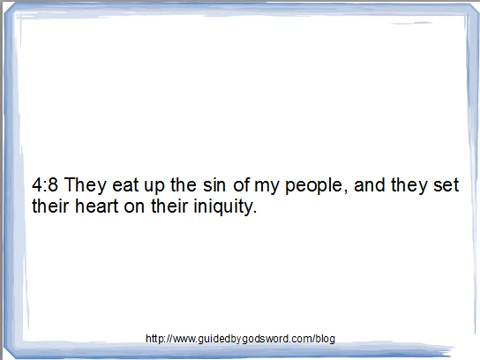 4:8 They eat up the sin of my people, and they set
their heart on their iniquity.
http://www.guidedbygodsword.com/blog